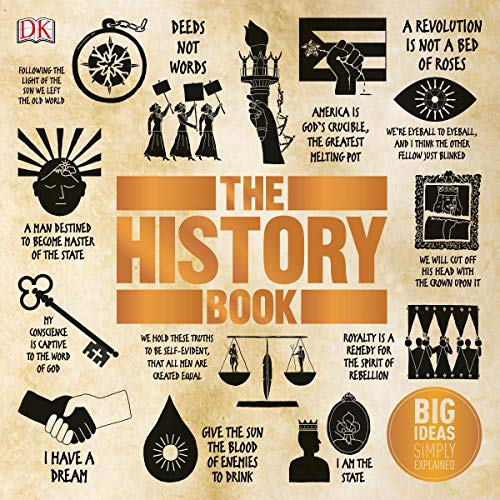 DK
FOLLOWING THE
LIGHT OF THE
SUN WE LEFT
THE OLD WORLD
DEEDS
NOT
WORDS
AMERICA IS
GOD'S CRUCIBLE,
THE GREATEST
MELTING POT
A REVOLUTION
IS NOT A BED
OF ROSES
WE'RE EYEBALL TO EYEBALL,
AND I THINK THE OTHER
FELLOW JUST BLINKED
A MAN DESTINED
TO BECOME MASTER
OF THE STATE
THE
HISTORY
BOOK
WE WILL CUT OFF
HIS HEAD WITH
THE CROWN UPON IT
MY
CONSCIENCE
IS CAPTIVE
TO THE WORD
OF GOD
WE HOLD THESE TRUTHS
TO BE SELF-EVIDENT,
THAT ALL MEN ARE
CREATED EQUAL
ROYALTY IS A
REMEDY FOR
THE SPIRIT OF
REBELLION
I HAVE A
DREAM
GIVE THE SUN
THE BLOOD
OF ENEMIES
TO DRINK
I AM THE
STATE
BIG
IDEAS
SIMPLY
EXPLAINED